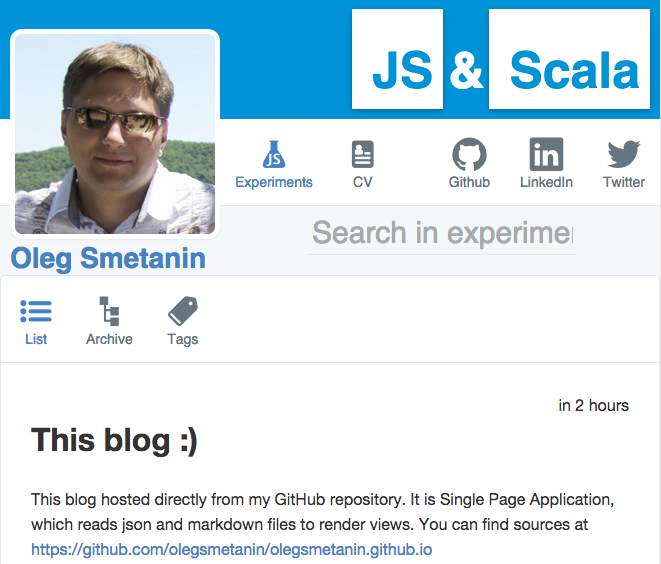 JS & Scala
JS
Experiments
CV
Github
LinkedIn
Twitter
Oleg Smetanin
Search in experimen
List
Archive
Tags
in 2 hours
This blog :)
This blog hosted directly from my GitHub repository. It is Single Page Application,
which reads json and markdown files to render views. You can find sources at
https://github.com/olegsmetanin/olegsmetanin.github.io